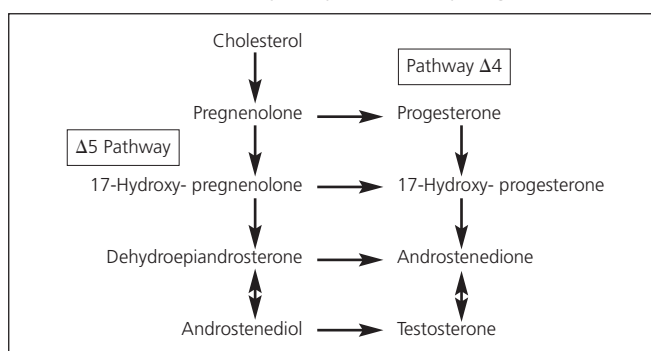 Cholesterol
Pathway Δ4
Pregnenolone
Progesterone
Δ5 Pathway
17-Hydroxy- pregnenolone
17-Hydroxy- progesterone
Dehydroepiandrosterone
Androstenedione
Androstenediol
Testosterone